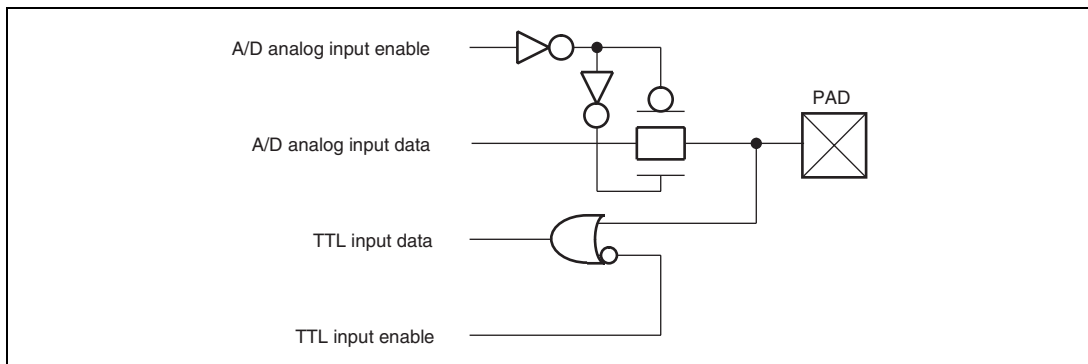 A/D analog input enable
PAD
A/D analog input data
TTL input data
TTL input enable